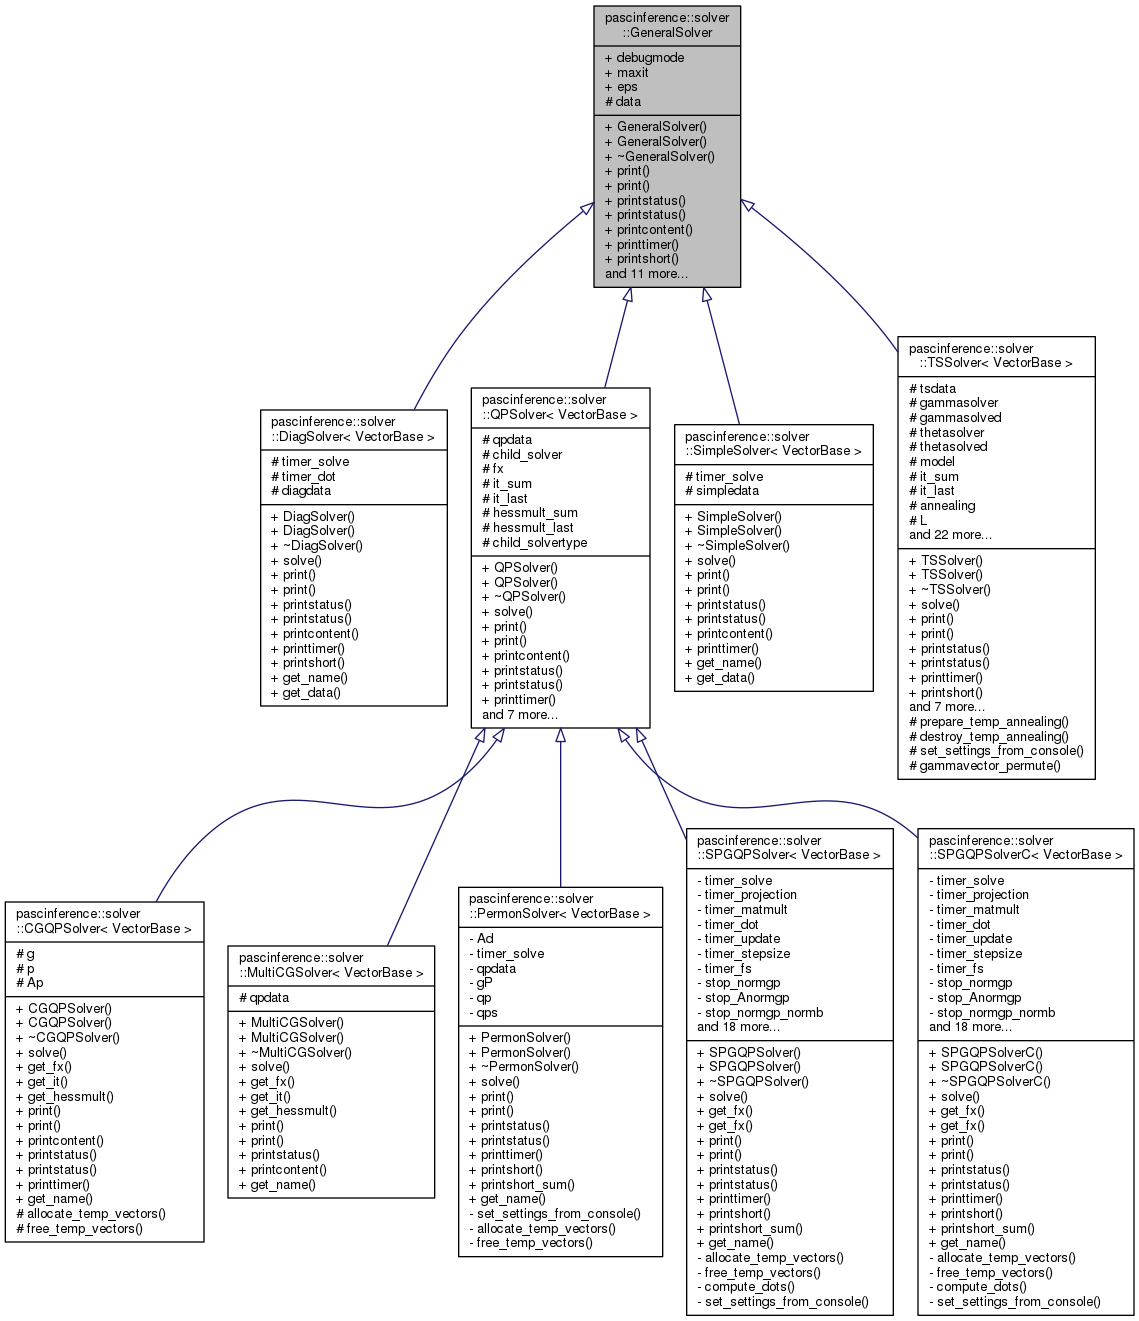 pascinference::solver
::GeneralSolver
+ debugmode
+ maxit
+ eps
# data
+ GeneralSolver()
+ GeneralSolver()
+ ~GeneralSolver()
+ print()
+ print()
+ printstatus()
+ printstatus()
+ printcontent()
+ printtimer()
+ printshort()
and 11 more...
pascinference::solver
::DiagSolver< VectorBase >
# timer_solve
# timer_dot
# diagdata
+ DiagSolver()
+ DiagSolver()
+ ~DiagSolver()
+ solve()
+ print()
+ print()
+ printstatus()
+ printstatus()
+ printcontent()
+ printtimer()
+ printshort()
+ get_name()
+ get_data()
pascinference::solver
::QPSolver< VectorBase >
# qpdata
# child_solver
# fx
# it_sum
# it_last
# hessmult_sum
# hessmult_last
# child_solvertype
+ QPSolver()
+ QPSolver()
+ ~QPSolver()
+ solve()
+ print()
+ print()
+ printcontent()
+ printstatus()
+ printstatus()
+ printtimer()
and 7 more...
pascinference::solver
::SimpleSolver< VectorBase >
# timer_solve
# simpledata
+ SimpleSolver()
+ SimpleSolver()
+ ~SimpleSolver()
+ solve()
+ print()
+ print()
+ printstatus()
+ printstatus()
+ printcontent()
+ printtimer()
+ get_name()
+ get_data()
pascinference::solver
::TSSolver< VectorBase >
# tsdata
# gammasolver
# gammasolved
# thetasolver
# thetasolved
# model
# it_sum
# it_last
# annealing
# L
and 22 more...
+ TSSolver()
+ TSSolver()
+ ~TSSolver()
+ solve()
+ print()
+ print()
+ printstatus()
+ printstatus()
+ printtimer()
+ printshort()
and 7 more...
# prepare_temp_annealing()
# destroy_temp_annealing()
# set_settings_from_console()
# gammavector_permute()
pascinference::solver
::CGQPSolver< VectorBase >
# g
# p
# Ap
+ CGQPSolver()
+ CGQPSolver()
+ ~CGQPSolver()
+ solve()
+ get_fx()
+ get_it()
+ get_hessmult()
+ print()
+ print()
+ printcontent()
+ printstatus()
+ printstatus()
+ printtimer()
+ get_name()
# allocate_temp_vectors()
# free_temp_vectors()
pascinference::solver
::MultiCGSolver< VectorBase >
# qpdata
+ MultiCGSolver()
+ MultiCGSolver()
+ ~MultiCGSolver()
+ solve()
+ get_fx()
+ get_it()
+ get_hessmult()
+ print()
+ print()
+ printstatus()
+ printcontent()
+ get_name()
pascinference::solver
::PermonSolver< VectorBase >
- Ad
- timer_solve
- qpdata
- gP
- qp
- qps
+ PermonSolver()
+ PermonSolver()
+ ~PermonSolver()
+ solve()
+ print()
+ print()
+ printstatus()
+ printstatus()
+ printtimer()
+ printshort()
+ printshort_sum()
+ get_name()
- set_settings_from_console()
- allocate_temp_vectors()
- free_temp_vectors()
pascinference::solver
::SPGQPSolver< VectorBase >
- timer_solve
- timer_projection
- timer_matmult
- timer_dot
- timer_update
- timer_stepsize
- timer_fs
- stop_normgp
- stop_Anormgp
- stop_normgp_normb
and 18 more...
+ SPGQPSolver()
+ SPGQPSolver()
+ ~SPGQPSolver()
+ solve()
+ get_fx()
+ get_fx()
+ print()
+ print()
+ printstatus()
+ printstatus()
+ printtimer()
+ printshort()
+ printshort_sum()
+ get_name()
- allocate_temp_vectors()
- free_temp_vectors()
- compute_dots()
- set_settings_from_console()
pascinference::solver
::SPGQPSolverC< VectorBase >
- timer_solve
- timer_projection
- timer_matmult
- timer_dot
- timer_update
- timer_stepsize
- timer_fs
- stop_normgp
- stop_Anormgp
- stop_normgp_normb
and 18 more...
+ SPGQPSolverC()
+ SPGQPSolverC()
+ ~SPGQPSolverC()
+ solve()
+ get_fx()
+ get_fx()
+ print()
+ print()
+ printstatus()
+ printstatus()
+ printtimer()
+ printshort()
+ printshort_sum()
+ get_name()
- allocate_temp_vectors()
- free_temp_vectors()
- compute_dots()
- set_settings_from_console()